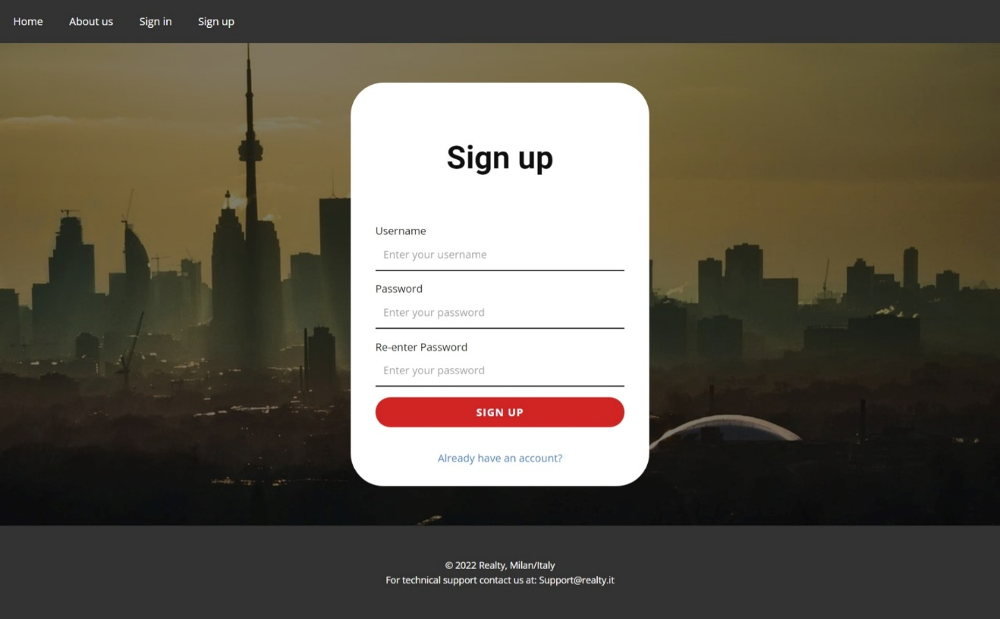 Home About us Sign in Sign up
Sign up
Username
Enter your username
Password
Enter your password
Re-enter Password
Enter your password
SIGN UP
Already have an account?
© 2022 Realty, Milan/Italy
For technical support contact us at: Support@realty.it